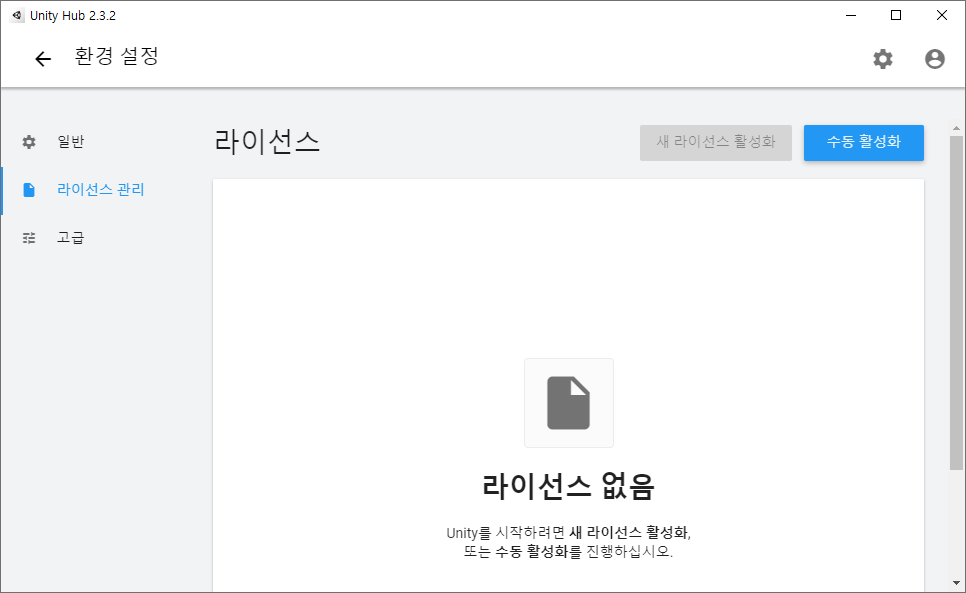 Unity Hub 2.3.2
환경 설정
일반
라이선스 관리
고급
라이선스
새 라이선스 활성화
수동 활성화
라이선스 없음
Unity를 시작하려면 새 라이선스 활성화,
또는 수동 활성화를 진행하십시오.